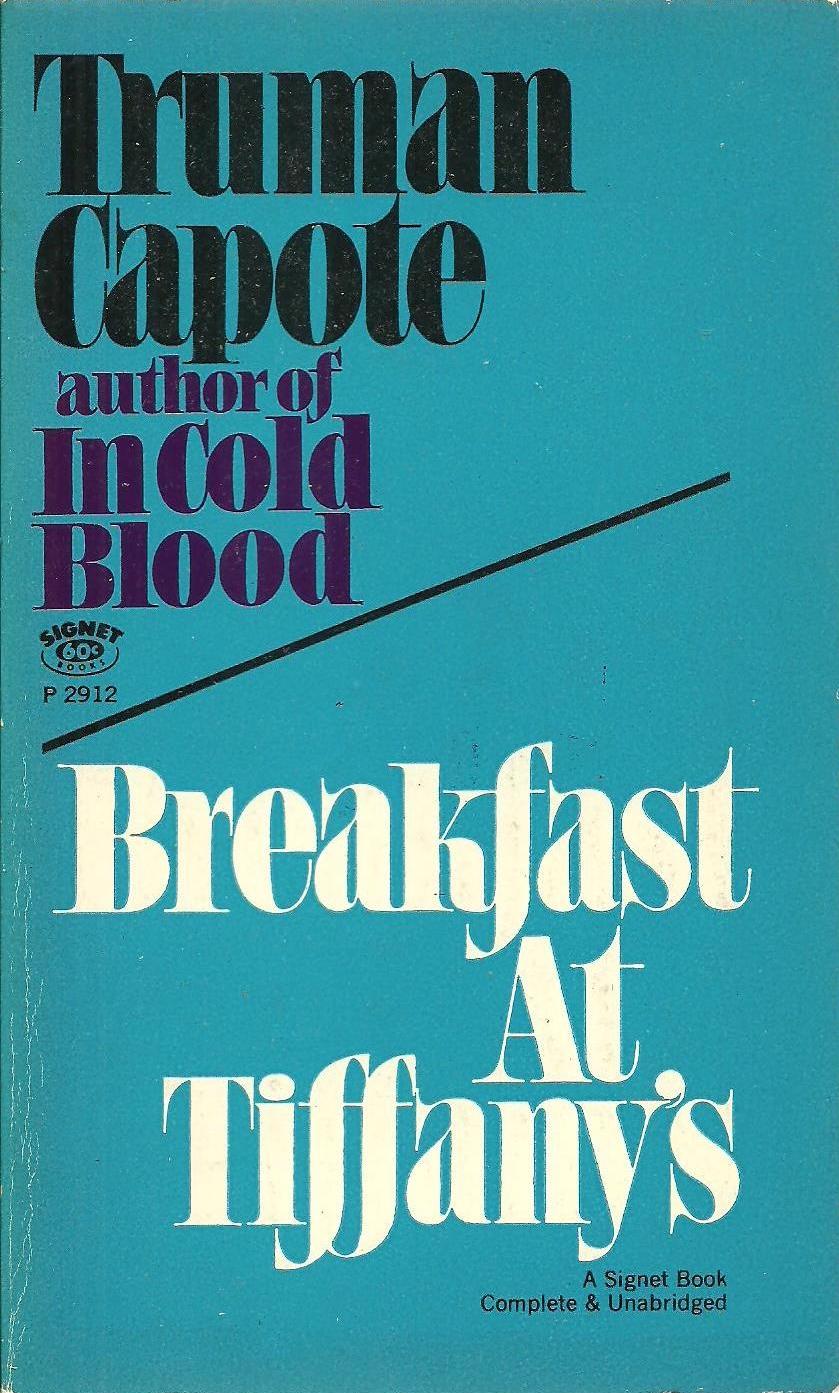 Truman
Capote
author of
In Cold
Blood
SIGNET
60¢
BOOKS
P 2912
Breakfast
At
Tiffany's
A Signet Book
Complete & Unabridged